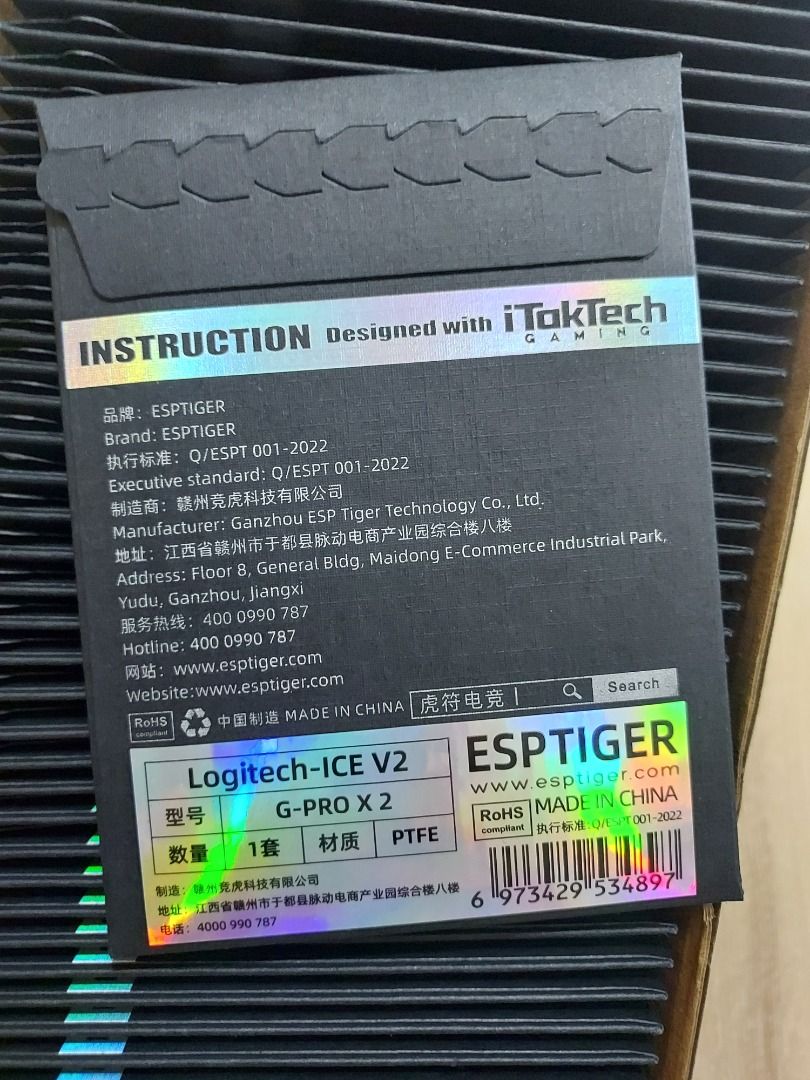 INSTRUCTION Designed with iTakTech
GAMING
品牌：ESPTIGER
Brand: ESPTIGER
执行标准：Q/ESPT 001-2022
Executive standard: Q/ESPT 001-2022
制造商：赣州竞虎科技有限公司
Manufacturer: Ganzhou ESP Tiger Technology Co., Ltd.
地址：江西省赣州市于都县脉动电商产业园综合楼八楼
Address: Floor 8, General Bldg, Maidong E-Commerce Industrial Park,
Yudu, Ganzhou, Jiangxi
服务热线：400 0990 787
Hotline: 400 0990 787
网站：www.esptiger.com
Website:www.esptiger.com
RoHS compliant 中国制造 MADE IN CHINA 虎符电竞 Search
Logitech-ICE V2
型号 G-PRO X 2
数量 1套 材质 PTFE
制造：赣州竞虎科技有限公司
地址：江西省赣州市于都县脉动电商产业园综合楼八楼
电话：4000 990 787
ESPTIGER
www.esptiger.com
RoHS compliant MADE IN CHINA
执行标准:Q/ESPT 001-2022
6 973429 534897